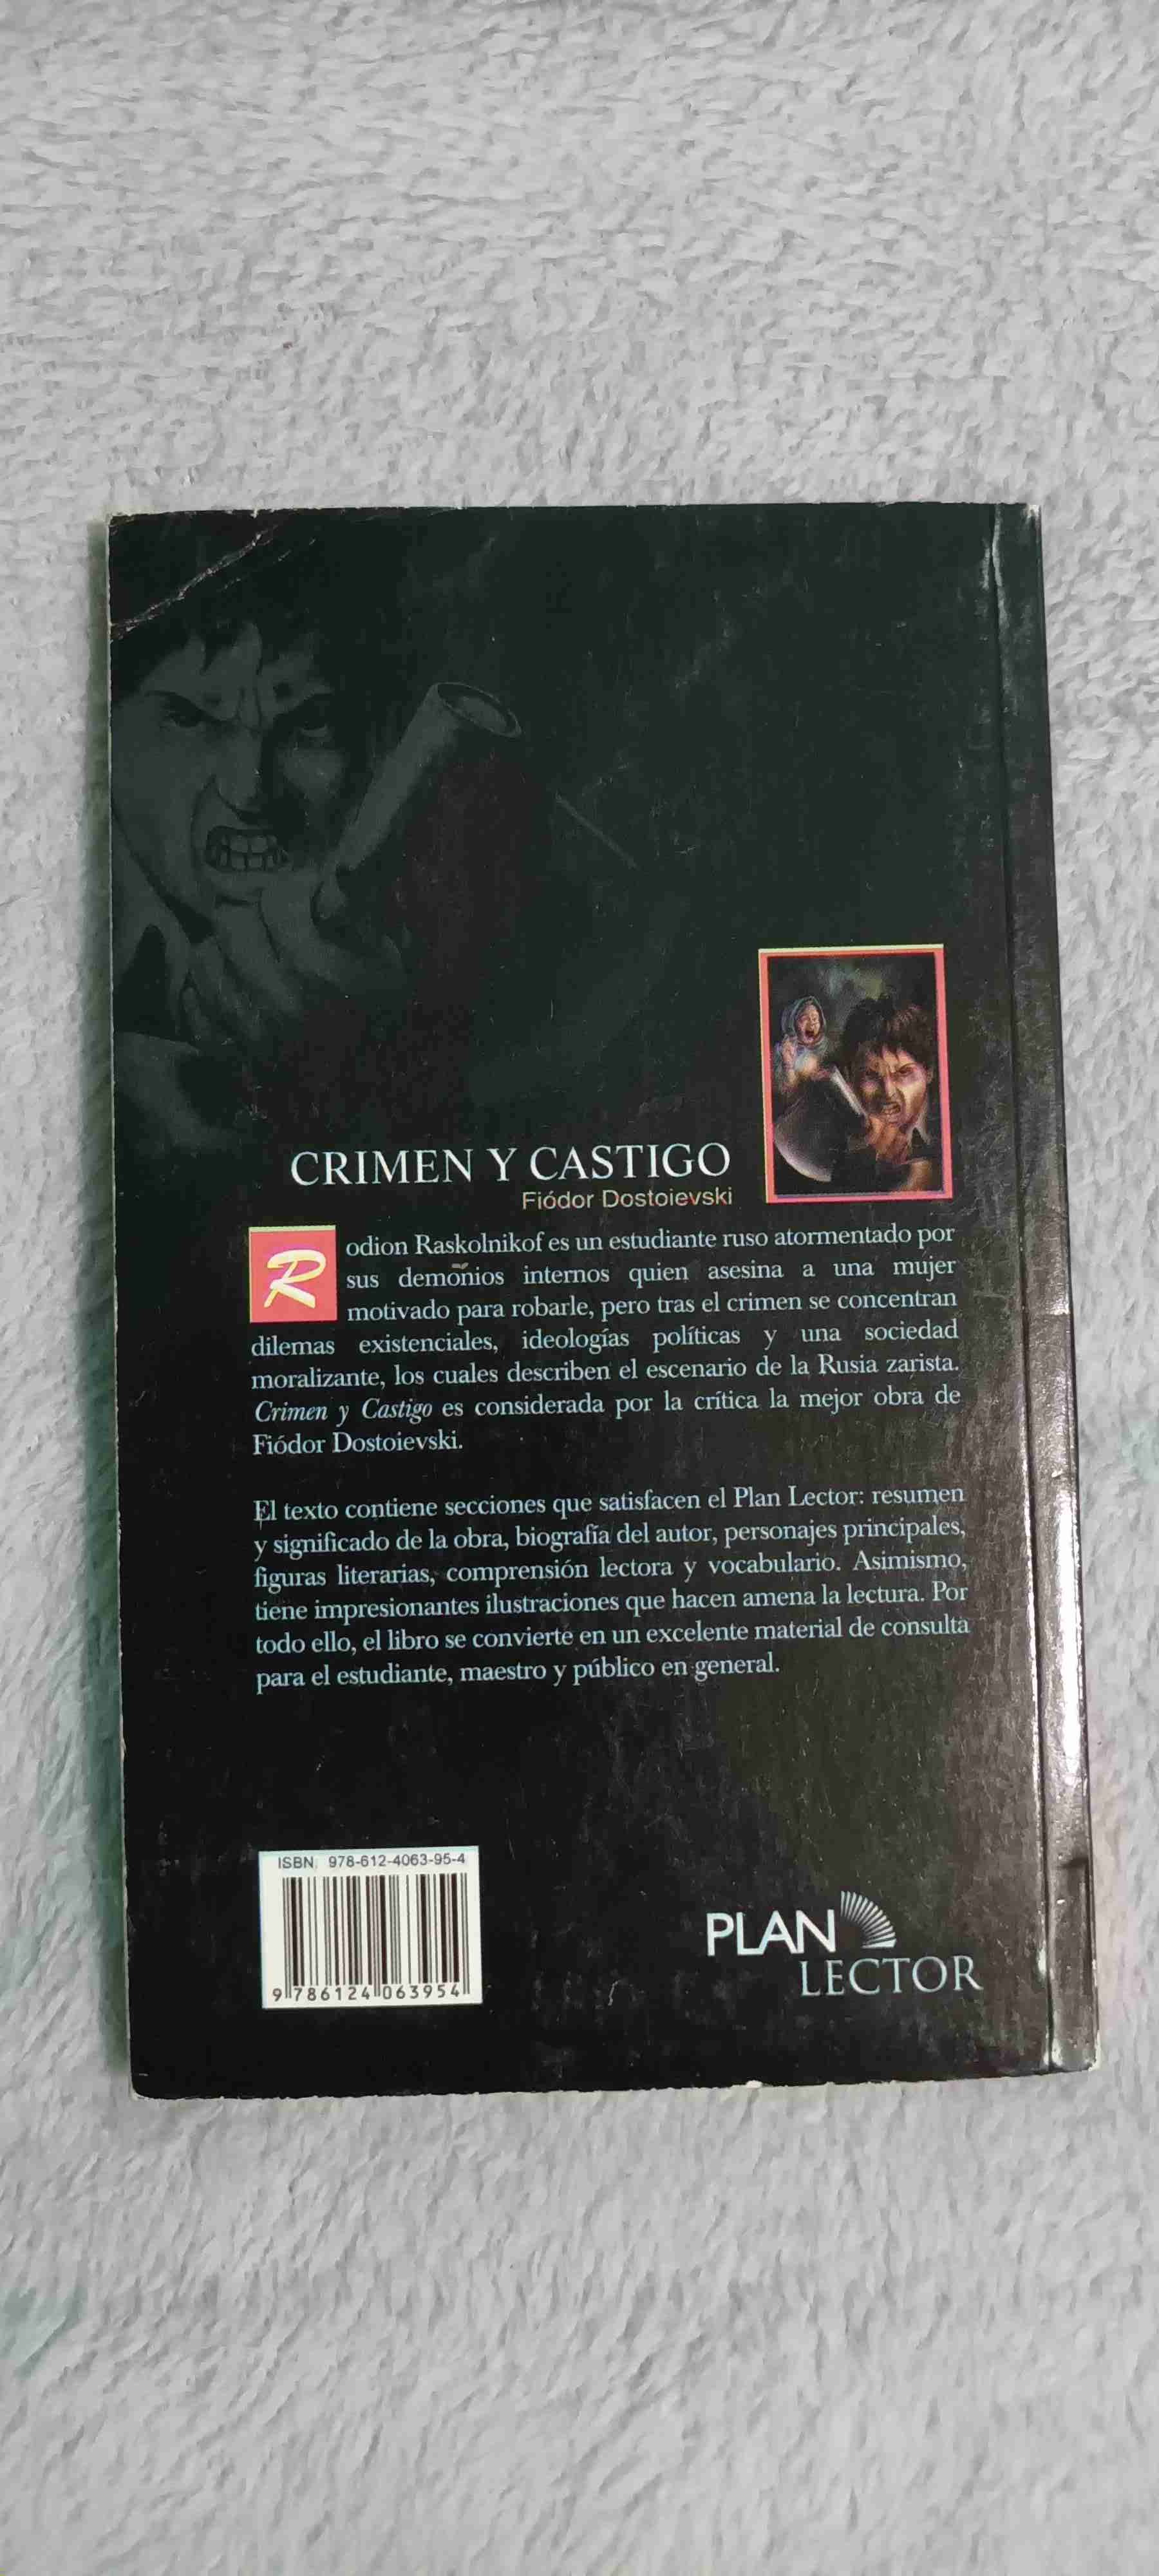 CRIMEN Y CASTIGO
Fiódor Dostoievski
Rodion Raskolnikof es un estudiante ruso atormentado por
sus demonios internos quien asesina a una mujer
motivado para robarle, pero tras el crimen se concentran
dilemas existenciales, ideologías políticas y una sociedad
moralizante, los cuales describen el escenario de la Rusia zarista.
Crimen y Castigo es considerada por la crítica la mejor obra de
Fiódor Dostoievski.
El texto contiene secciones que satisfacen el Plan Lector: resumen
y significado de la obra, biografía del autor, personajes principales,
figuras literarias, comprensión lectora y vocabulario. Asimismo,
tiene impresionantes ilustraciones que hacen amena la lectura. Por
todo ello, el libro se convierte en un excelente material de consulta
para el estudiante, maestro y público en general.
ISBN: 978-612-4063-95-4
9 786124 063954
PLAN
LECTOR